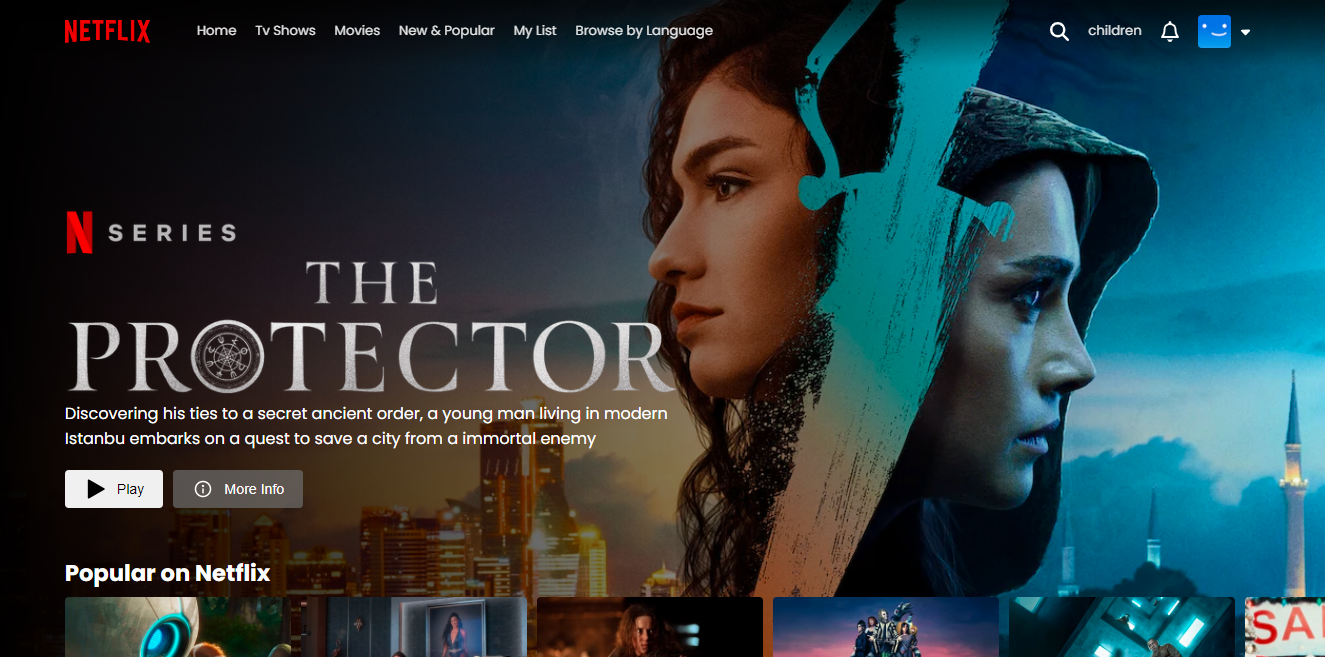 NETFLIX Home Tv Shows Movies New & Popular My List Browse by Language children
N SERIES
THE
PROTECTOR
Discovering his ties to a secret ancient order, a young man living in modern
Istanbu embarks on a quest to save a city from a immortal enemy
Play More Info
Popular on Netflix